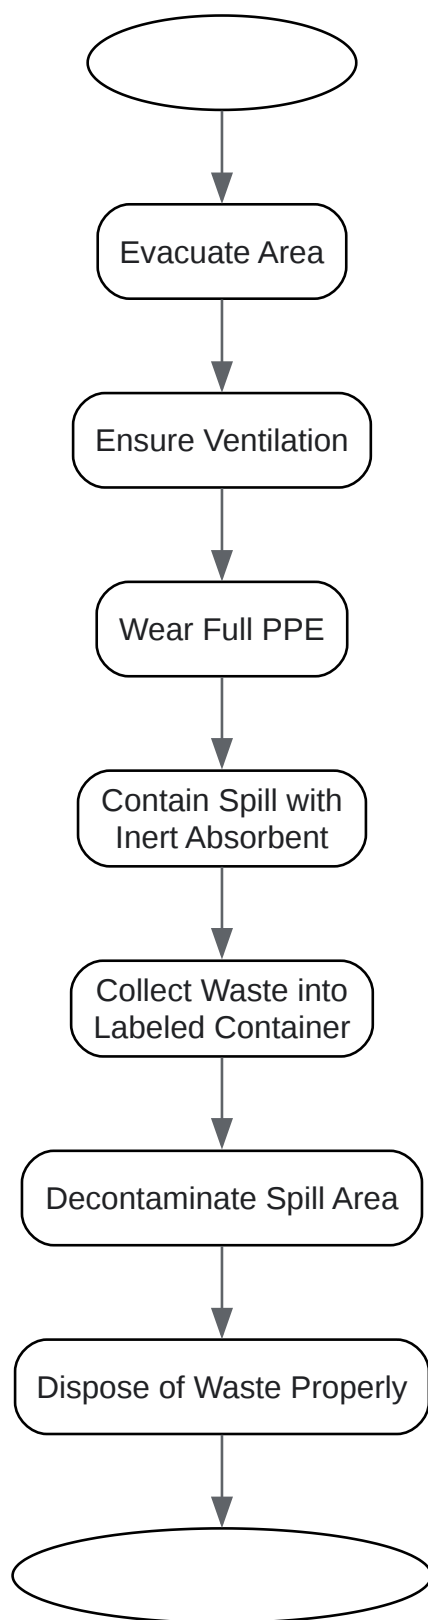 Evacuate Area
Ensure Ventilation
Wear Full PPE
Contain Spill with
Inert Absorbent
Collect Waste into
Labeled Container
Decontaminate Spill Area
Dispose of Waste Properly